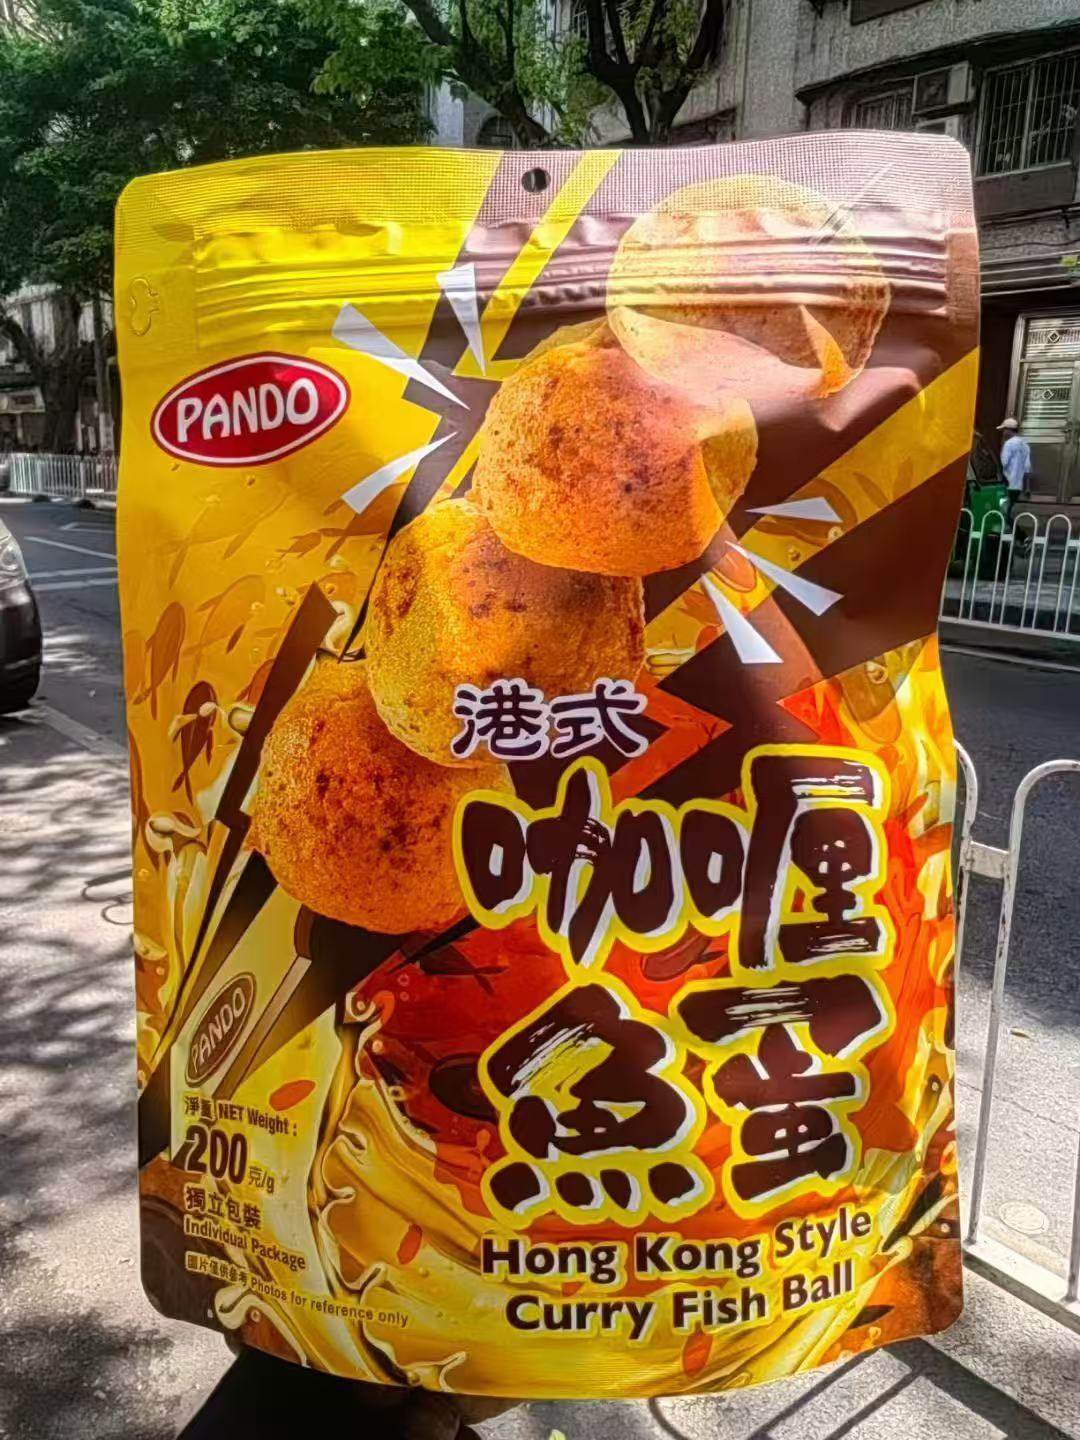 PANDO
港式
咖喱
魚蛋
Hong Kong Style
Curry Fish Ball
PANDO
淨重 NET Weight :
200克/g
獨立包裝
Individual Package
圖片僅供參考 Photos for reference only